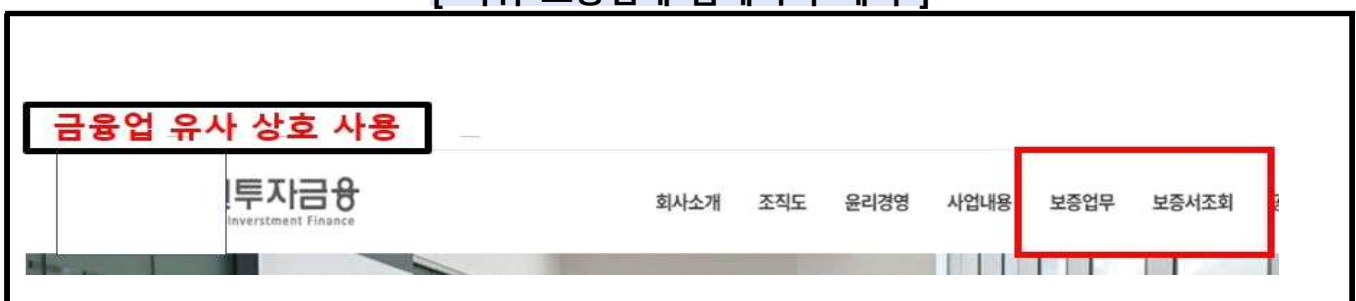 금융업 유사 상호 사용
투자금융
Inverstment Finance
회사소개 조직도 윤리경영 사업내용 보증업무 보증서조회